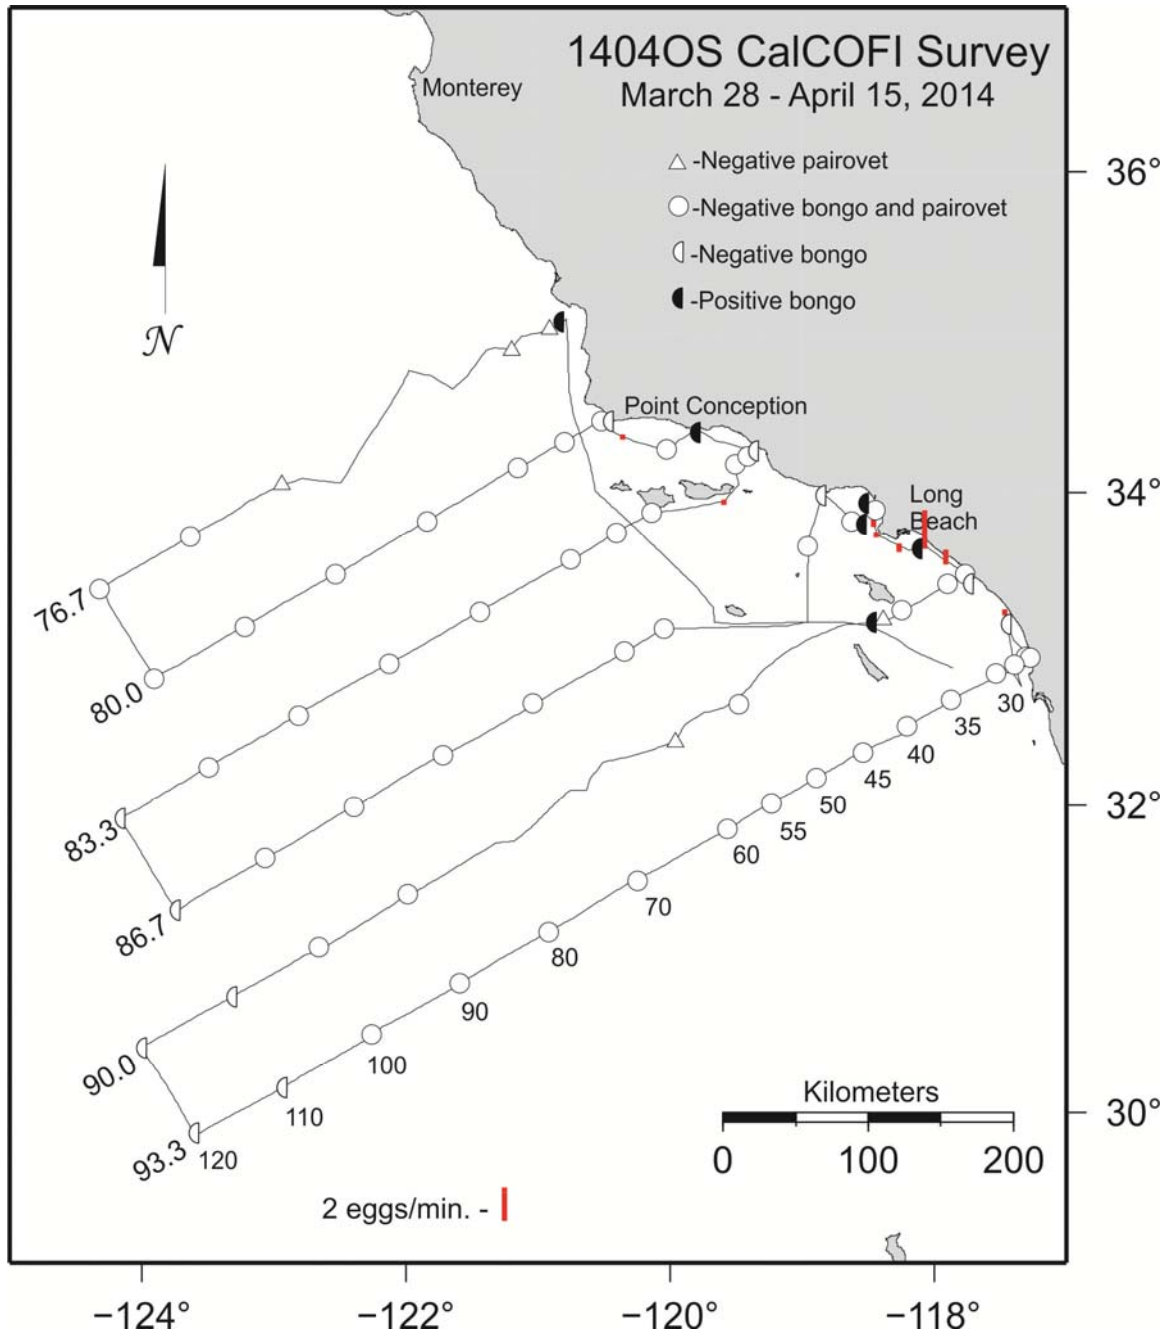 1404OS CalCOFI Survey
March 28 - April 15, 2014
Monterey
-Negative pairovet
-Negative bongo and pairovet
-Negative bongo
-Positive bongo
36°
N
Point Conception
34°
Long
Beach
76.7
80.0
30
35
40
45
50
55
60
70
80
90
100
110
120
32°
83.3
86.7
90.0
93.3
30°
Kilometers
0 100 200
2 eggs/min. -
−124° −122° −120° −118°